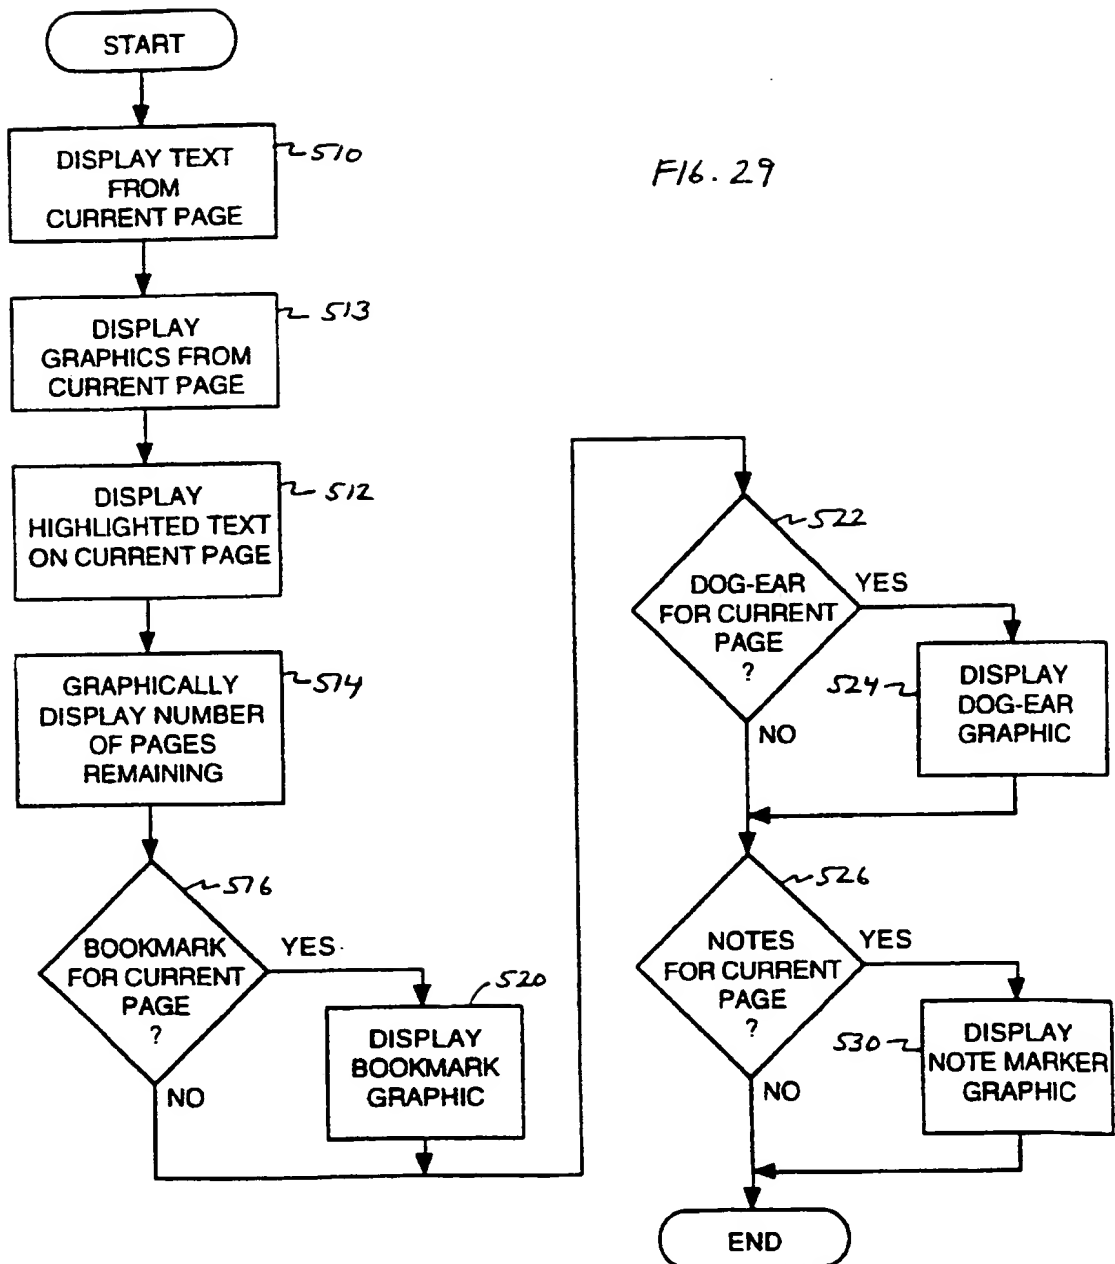 START
DISPLAY TEXT
FROM
CURRENT PAGE
510
FIG. 29
DISPLAY
GRAPHICS FROM
CURRENT PAGE
513
DISPLAY
HIGHLIGHTED TEXT
ON CURRENT PAGE
512
GRAPHICALLY
DISPLAY NUMBER
OF PAGES
REMAINING
514
BOOKMARK
FOR CURRENT
PAGE
?
516
YES
NO
DISPLAY
BOOKMARK
GRAPHIC
520
DOG-EAR
FOR CURRENT
PAGE
?
522
YES
NO
524
DISPLAY
DOG-EAR
GRAPHIC
NOTES
FOR CURRENT
PAGE
?
526
YES
NO
530
DISPLAY
NOTE MARKER
GRAPHIC
END